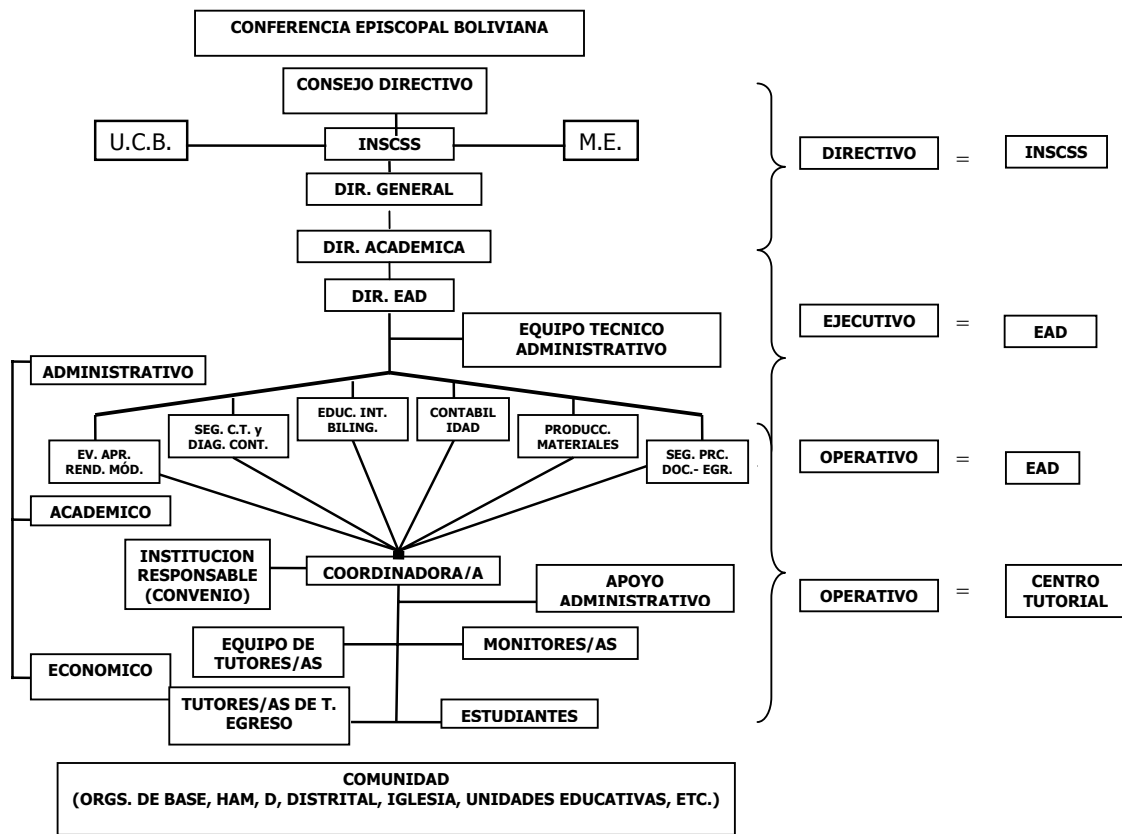 CONFERENCIA EPISCOPAL BOLIVIANA
CONSEJO DIRECTIVO
U.C.B.
INSCSS
M.E.
DIRECTIVO
=
INSCSS
DIR. GENERAL
DIR. ACADEMICA
DIR. EAD
EQUIPO TECNICO
ADMINISTRATIVO
EJECUTIVO
=
EAD
ADMINISTRATIVO
EV. APR.
REND. MÓD.
SEG. C.T. y
DIAG. CONT.
EDUC. INT.
BILING.
CONTABIL
IDAD
PRODUCC.
MATERIALES
SEG. PRC.
DOC.- EGR.
OPERATIVO
=
EAD
ACADEMICO
INSTITUCION
RESPONSABLE
(CONVENIO)
COORDINADORA/A
APOYO
ADMINISTRATIVO
OPERATIVO
=
CENTRO
TUTORIAL
EQUIPO DE
TUTORES/AS
MONITORES/AS
ECONOMICO
TUTORES/AS DE T.
EGRESO
ESTUDIANTES
COMUNIDAD
(ORGS. DE BASE, HAM, D, DISTRITAL, IGLESIA, UNIDADES EDUCATIVAS, ETC.)